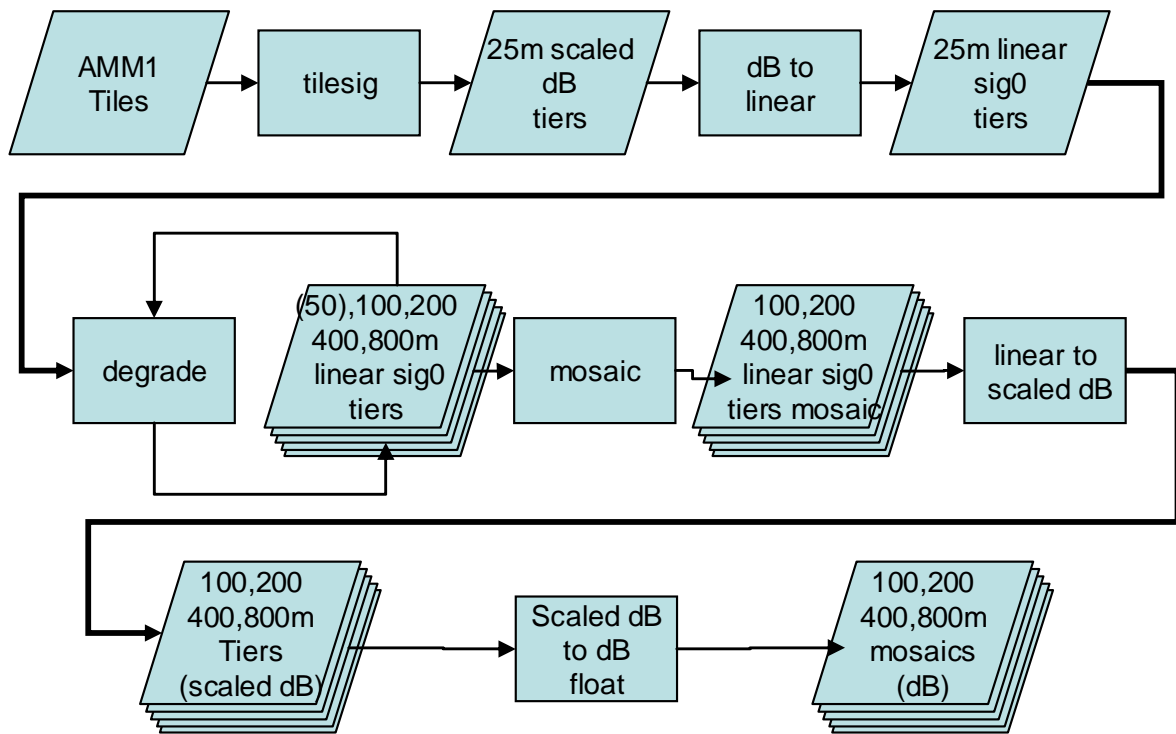 AMM1
Tiles
tilesig
25m scaled
dB
tiers
dB to
linear
25m linear
sig0
tiers
degrade
(50),100,200
400,800m
linear sig0
tiers
mosaic
100,200
400,800m
linear sig0
tiers mosaic
linear to
scaled dB
100,200
400,800m
Tiers
(scaled dB)
Scaled dB
to dB
float
100,200
400,800m
mosaics
(dB)